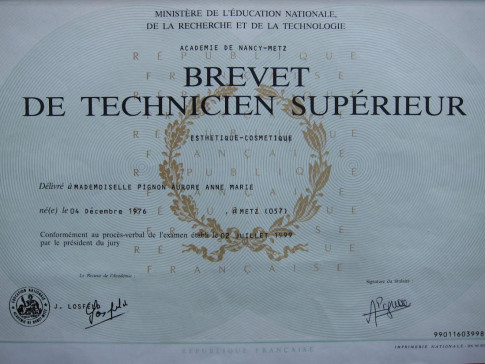 MINISTÈRE DE L'ÉDUCATION NATIONALE,
DE LA RECHERCHE ET DE LA TECHNOLOGIE
ACADEMIE DE NANCY-METZ
RÉPUBLIQUE
FRANÇAISE
BREVET
DE TECHNICIEN SUPÉRIEUR
ESTHETIQUE-COSMETIQUE
Délivré à MADEMOISELLE PIGNON AURORE ANNE MARIE
né(e) le 04 Décembre 1976 , à METZ (057)
Conformément au procès-verbal de l'examen établi le 02 JUILLET 1999
par le président du jury
FRANÇAISE
Le Recteur de l'Académie,
Signature du titulaire :
J. LOSFELD
99011603998
IMPRIMERIE NATIONALE
RÉPUBLIQUE FRANÇAISE